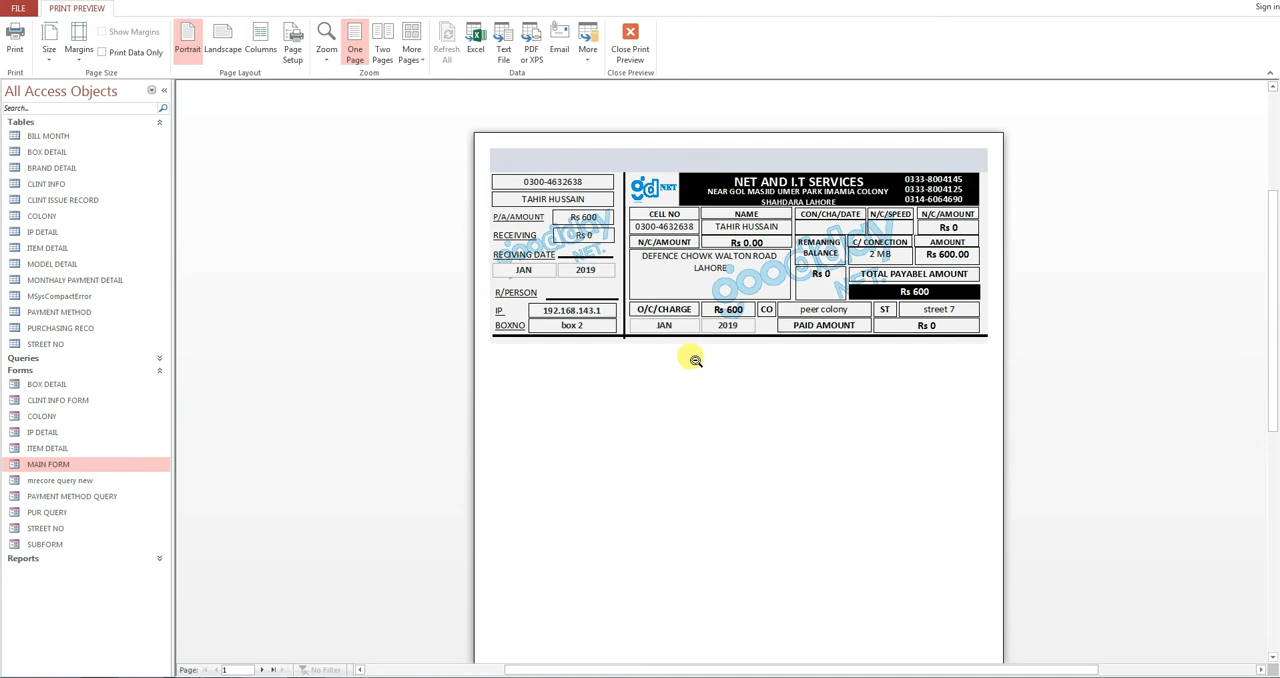 FILE PRINT PREVIEW Sign in
Print Size Margins Show Margins Print Data Only Portrait Landscape Columns Page Setup Zoom One Page Two Pages More Pages Refresh All Excel Text File PDF or XPS Email More Close Print Preview
Print Page Size Page Layout Zoom Data Close Preview
All Access Objects
Search...
Tables
BILL MONTH
BOX DETAIL
BRAND DETAIL
CLINT INFO
CLINT ISSUE RECORD
COLONY
IP DETAIL
ITEM DETAIL
MODEL DETAIL
MONTHALY PAYMENT DETAIL
MSysCompactError
PAYMENT METHOD
PURCHASING RECO
STREET NO
Queries
Forms
BOX DETAIL
CLINT INFO FORM
COLONY
IP DETAIL
ITEM DETAIL
MAIN FORM
mrecore query new
PAYMENT METHOD QUERY
PUR QUERY
STREET NO
SUBFORM
Reports
0300-4632638
TAHIR HUSSAIN
P/A/AMOUNT Rs 600
RECEIVING Rs 0
RECIVING DATE
JAN 2019
R/PERSON
IP 192.168.143.1
BOXNO box 2
gd NET
NET AND I.T SERVICES
NEAR GOL MASJID UMER PARK IMAMIA COLONY
SHAHDARA LAHORE
0333-8004145
0333-8004125
0314-6064690
CELL NO NAME CON/CHA/DATE N/C/SPEED N/C/AMOUNT
0300-4632638 TAHIR HUSSAIN Rs 0
N/C/AMOUNT Rs 0.00 REMANING BALANCE C/ CONECTION AMOUNT
DEFENCE CHOWK WALTON ROAD LAHORE 2 MB Rs 600.00
Rs 0 TOTAL PAYABEL AMOUNT
Rs 600
O/C/CHARGE Rs 600 CO peer colony ST street 7
JAN 2019 PAID AMOUNT Rs 0
goodday NET.
goodday NET.
Page: 1 No Filter